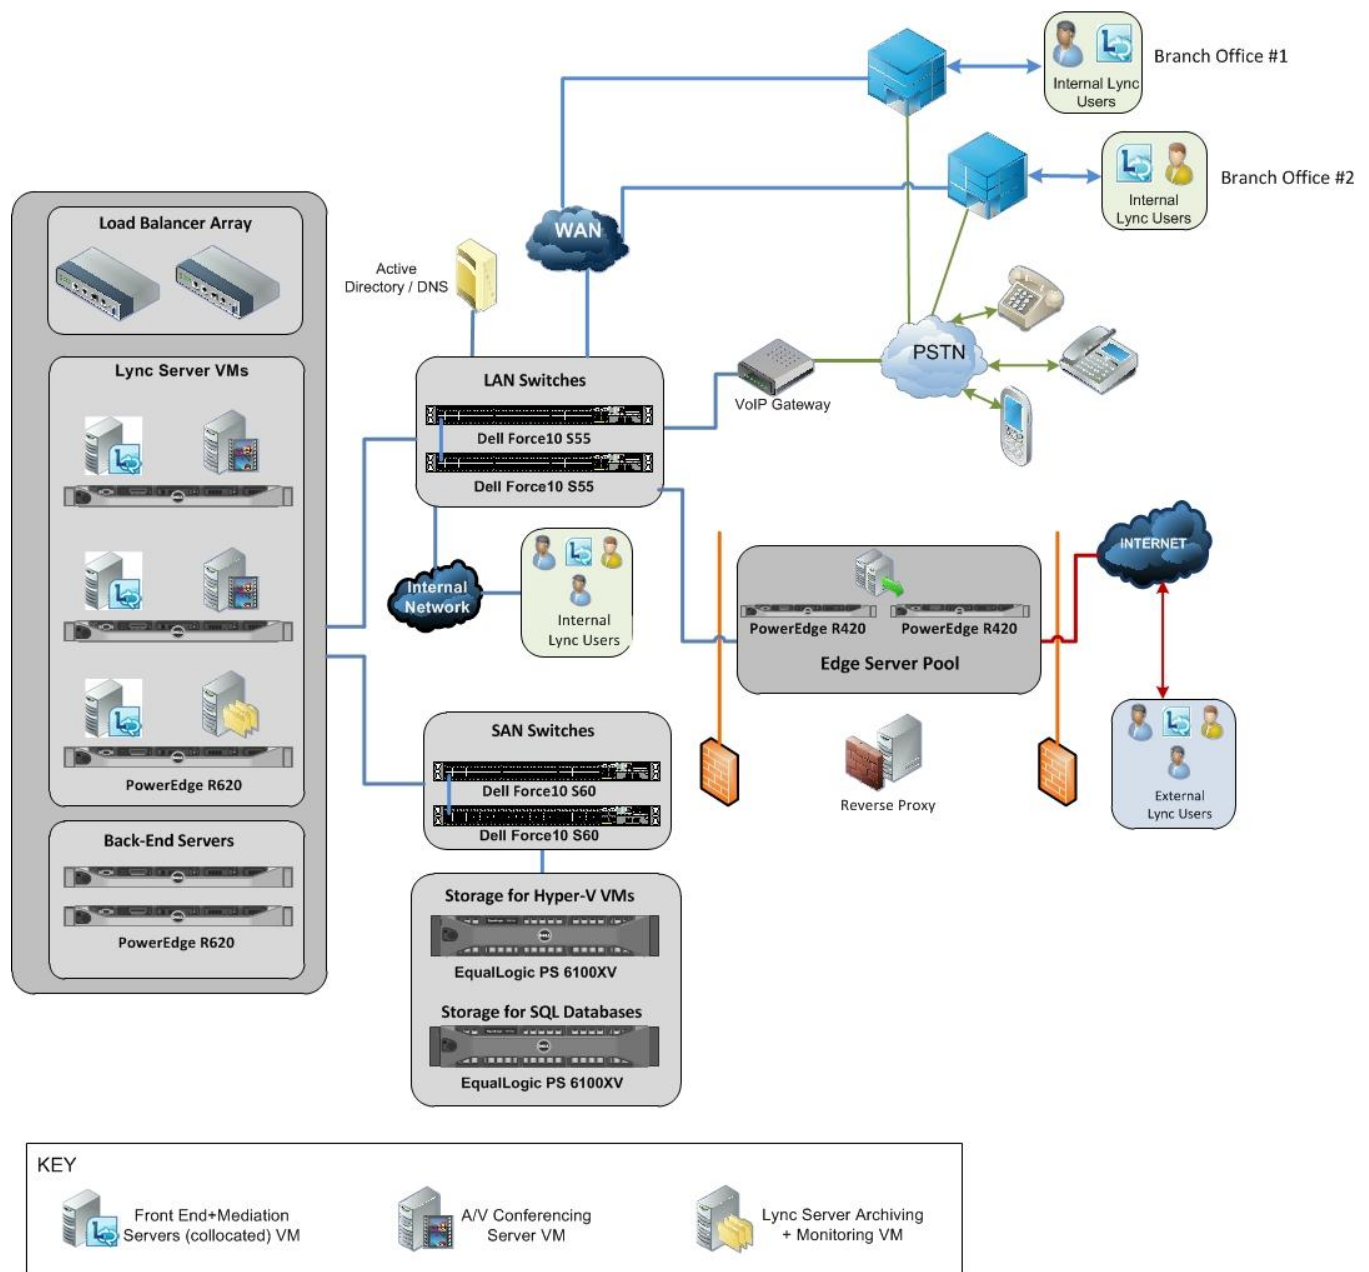 Branch Office #1
Internal Lync
Users
Branch Office #2
Internal
Lync Users
WAN
Load Balancer Array
Active
Directory / DNS
PSTN
VoIP Gateway
Lync Server VMs
LAN Switches
Dell Force10 S55
Dell Force10 S55
INTERNET
Internal
Network
Internal
Lync Users
PowerEdge R420
PowerEdge R420
Edge Server Pool
SAN Switches
Dell Force10 S60
Dell Force10 S60
PowerEdge R620
Reverse Proxy
External
Lync Users
Back-End Servers
PowerEdge R620
Storage for Hyper-V VMs
EqualLogic PS 6100XV
Storage for SQL Databases
EqualLogic PS 6100XV
KEY
Front End+Mediation
Servers (collocated) VM
A/V Conferencing
Server VM
Lync Server Archiving
+ Monitoring VM